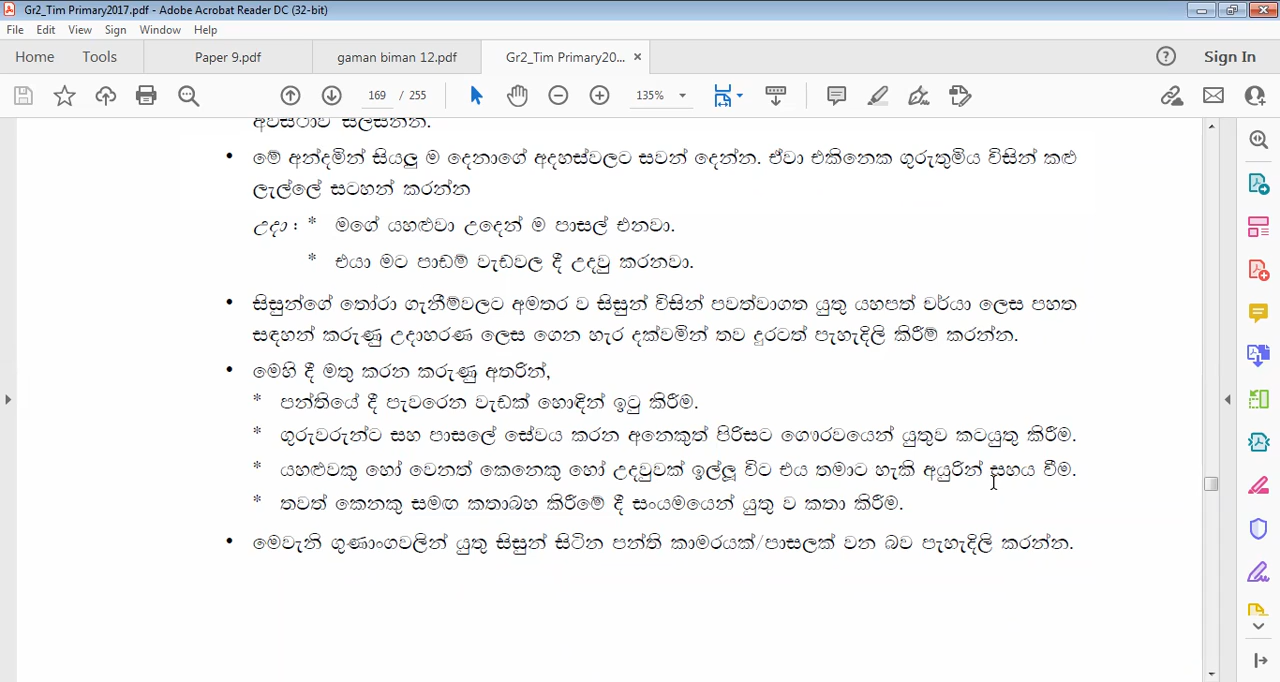 Gr2_Tim Primary2017.pdf - Adobe Acrobat Reader DC (32-bit)
File Edit View Sign Window Help
Home Tools Paper 9.pdf gaman biman 12.pdf Gr2_Tim Primary20... × Sign In
169 / 255 135%
අවස්ථාව සලසන්න.
• මේ අන්දමින් සියලු ම දෙනාගේ අදහස්වලට සවන් දෙන්න. ඒවා එකිනෙක ගුරුතුමිය විසින් කළු
ලෑල්ලේ සටහන් කරන්න
උදා : * මගේ යහළුවා උදෙන් ම පාසල් එනවා.
* එයා මට පාඩම් වැඩවල දී උදවු කරනවා.
• සිසුන්ගේ තෝරා ගැනීම්වලට අමතර ව සිසුන් විසින් පවත්වාගත යුතු යහපත් චර්යා ලෙස පහත
සඳහන් කරුණු උදාහරණ ලෙස ගෙන හැර දක්වමින් තව දුරටත් පැහැදිලි කිරීම් කරන්න.
• මෙහි දී මතු කරන කරුණු අතරින්,
* පන්තියේ දී පැවරෙන වැඩක් හොඳින් ඉටු කිරීම.
* ගුරුවරුන්ට සහ පාසලේ සේවය කරන අනෙකුත් පිරිසට ගෞරවයෙන් යුතුව කටයුතු කිරීම.
* යහළුවකු හෝ වෙනත් කෙනෙකු හෝ උදවුවක් ඉල්ලූ විට එය තමාට හැකි අයුරින් සහය වීම.
* තවත් කෙනකු සමඟ කතාබහ කිරීමේ දී සංයමයෙන් යුතු ව කතා කිරීම.
• මෙවැනි ගුණාංගවලින් යුතු සිසුන් සිටින පන්ති කාමරයක්/පාසලක් වන බව පැහැදිලි කරන්න.